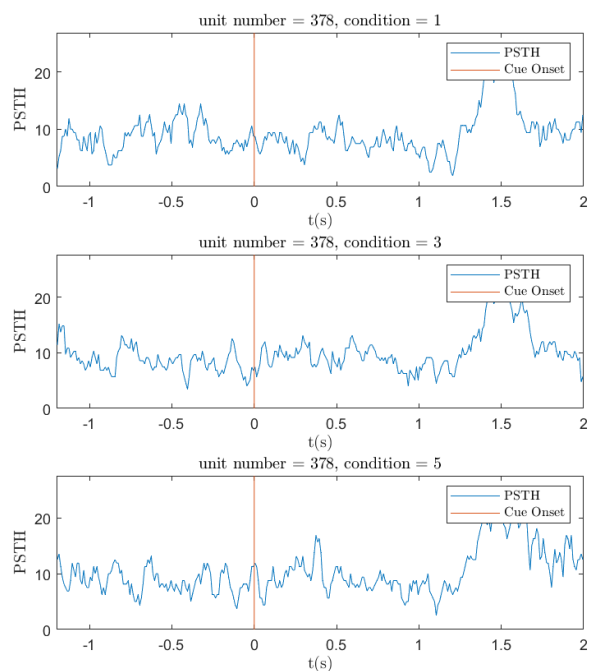 unit number = 378, condition = 1
PSTH
20
10
0
PSTH
Cue Onset
-1 -0.5 0 0.5 1 1.5 2
t(s)
unit number = 378, condition = 3
PSTH
20
10
0
PSTH
Cue Onset
-1 -0.5 0 0.5 1 1.5 2
t(s)
unit number = 378, condition = 5
PSTH
20
10
0
PSTH
Cue Onset
-1 -0.5 0 0.5 1 1.5 2
t(s)